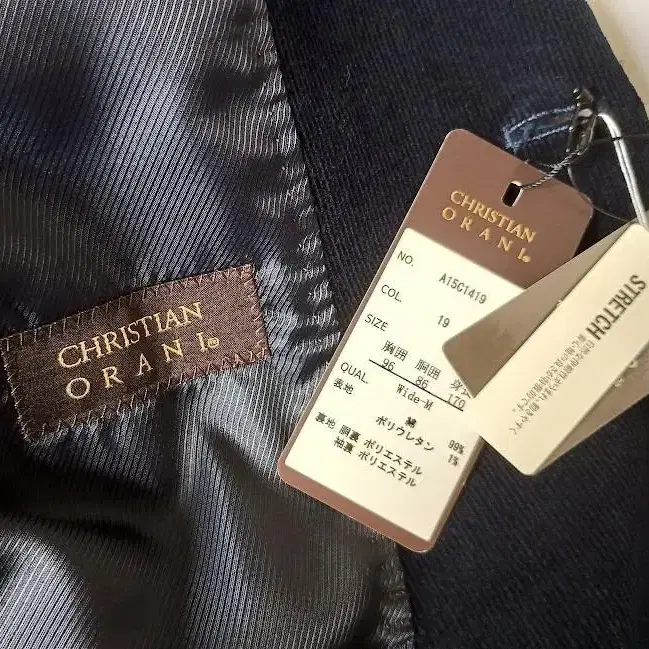 CHRISTIAN
ORANI®
CHRISTIAN
ORANI®
NO. A15C1419
COL. 19
SIZE
胸囲 胴囲 身
96 86 170
Wide-M
QUAL.
表地 綿 99%
ポリウレタン 1%
裏地 胴裏 ポリエステル
袖裏 ポリエステル
STRETCH